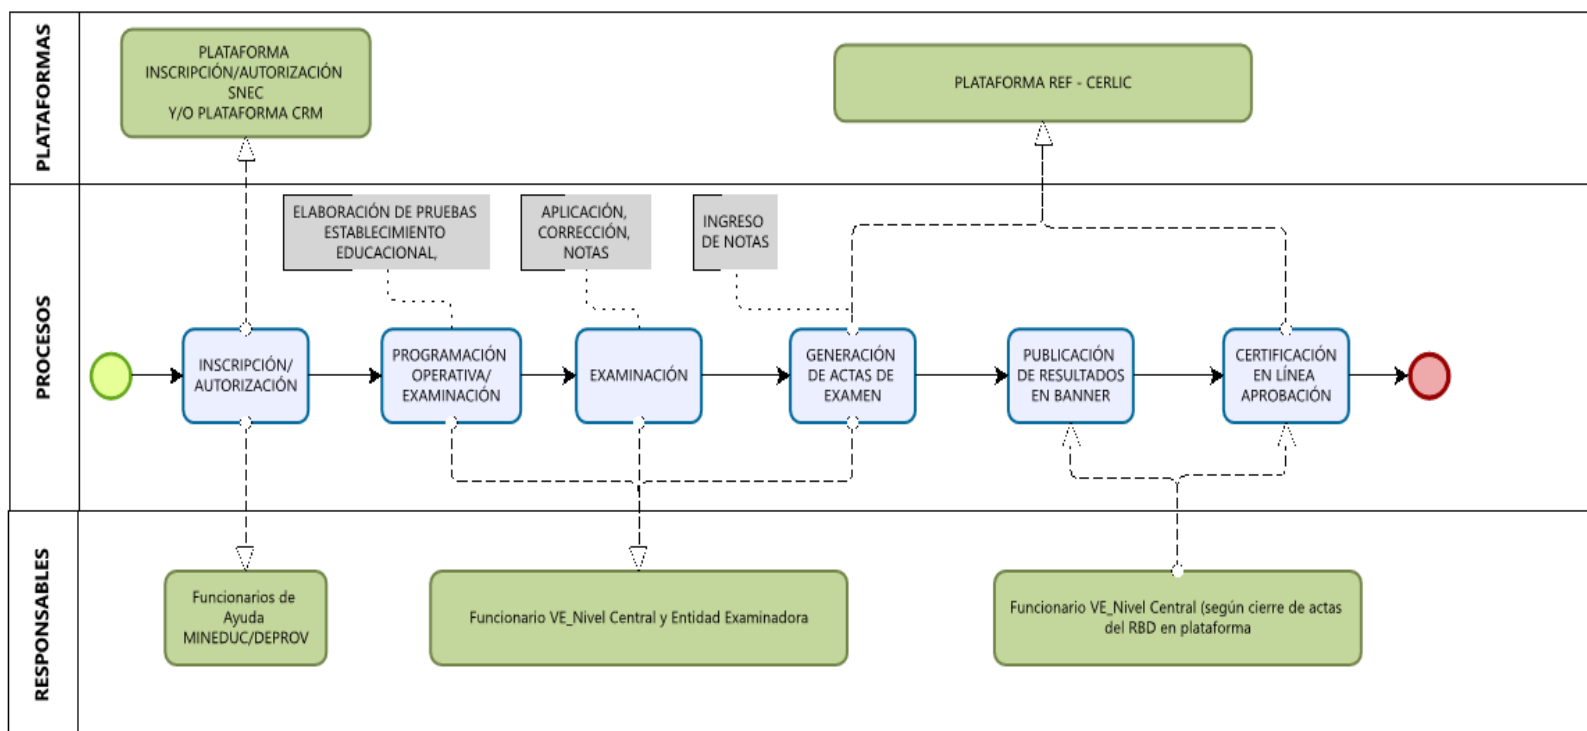 PLATAFORMAS
PLATAFORMA
INSCRIPCIÓN/AUTORIZACIÓN
SNEC
Y/O PLATAFORMA CRM
PLATAFORMA REF - CERLIC
PROCESOS
ELABORACIÓN DE PRUEBAS
ESTABLECIMIENTO
EDUCACIONAL,
APLICACIÓN,
CORRECCIÓN,
NOTAS
INGRESO
DE NOTAS
INSCRIPCIÓN/
AUTORIZACIÓN
PROGRAMACIÓN
OPERATIVA/
EXAMINACIÓN
EXAMINACIÓN
GENERACIÓN
DE ACTAS DE
EXAMEN
PUBLICACIÓN
DE RESULTADOS
EN BANNER
CERTIFICACIÓN
EN LÍNEA
APROBACIÓN
RESPONSABLES
Funcionarios de
Ayuda
MINEDUC/DEPROV
Funcionario VE_Nivel Central y Entidad Examinadora
Funcionario VE_Nivel Central (según cierre de actas
del RBD en plataforma